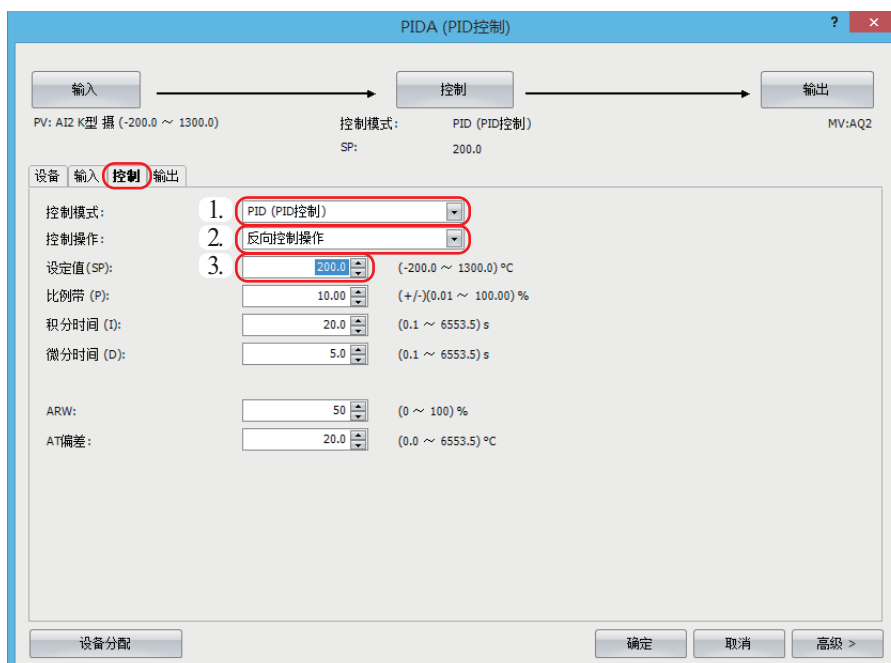 PIDA (PID控制)
? ×
输入 控制 输出
PV: AI2 K型 摄 (-200.0 ~ 1300.0) 控制模式: PID (PID控制) MV:AQ2
SP: 200.0
设备 输入 控制 输出
控制模式: 1. PID (PID控制)
控制操作: 2. 反向控制操作
设定值(SP): 3. 200.0 (-200.0 ~ 1300.0) °C
比例带 (P): 10.00 (+/-)(0.01 ~ 100.00) %
积分时间 (I): 20.0 (0.1 ~ 6553.5) s
微分时间 (D): 5.0 (0.1 ~ 6553.5) s
ARW: 50 (0 ~ 100) %
AT偏差: 20.0 (0.0 ~ 6553.5) °C
设备分配 确定 取消 高级 >